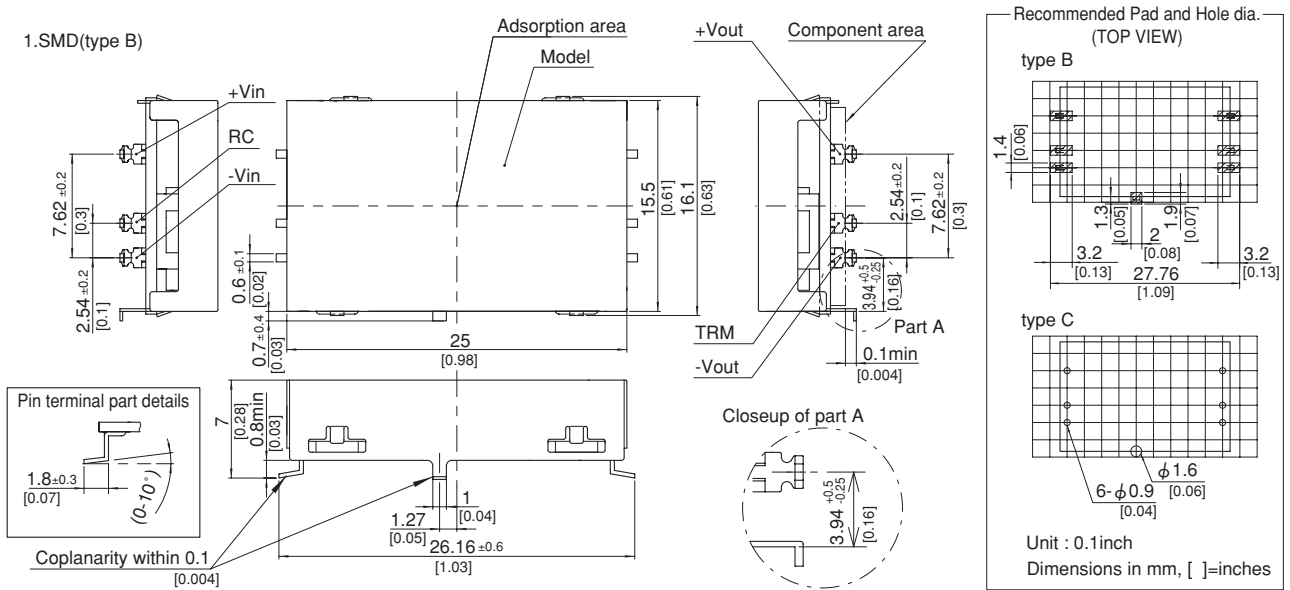 1.SMD(type B)
Adsorption area
Model
+Vin
RC
-Vin
7.62 ±0.2
[0.3]
2.54 ±0.2
[0.1]
0.6 ±0.1
[0.02]
0.7±0.4
[0.03]
25
[0.98]
15.5
[0.61]
16.1
[0.63]
+Vout
Component area
2.54±0.2
[0.1]
7.62±0.2
[0.3]
3.94 +0.5 -0.25
[0.16]
Part A
TRM
-Vout
0.1min
[0.004]
Pin terminal part details
1.8±0.3
[0.07]
(0-10˚)
7
[0.28]
0.8min
[0.03]
1
[0.04]
1.27
[0.05]
26.16 ±0.6
[1.03]
Coplanarity within 0.1
[0.004]
Closeup of part A
3.94 +0.5 -0.25
[0.16]
Recommended Pad and Hole dia.
(TOP VIEW)
type B
1.4
[0.06]
1.3
[0.05]
1.9
[0.07]
2
[0.08]
3.2
[0.13]
3.2
[0.13]
27.76
[1.09]
type C
ϕ1.6
[0.06]
6-ϕ0.9
[0.04]
Unit : 0.1inch
Dimensions in mm, [ ]=inches